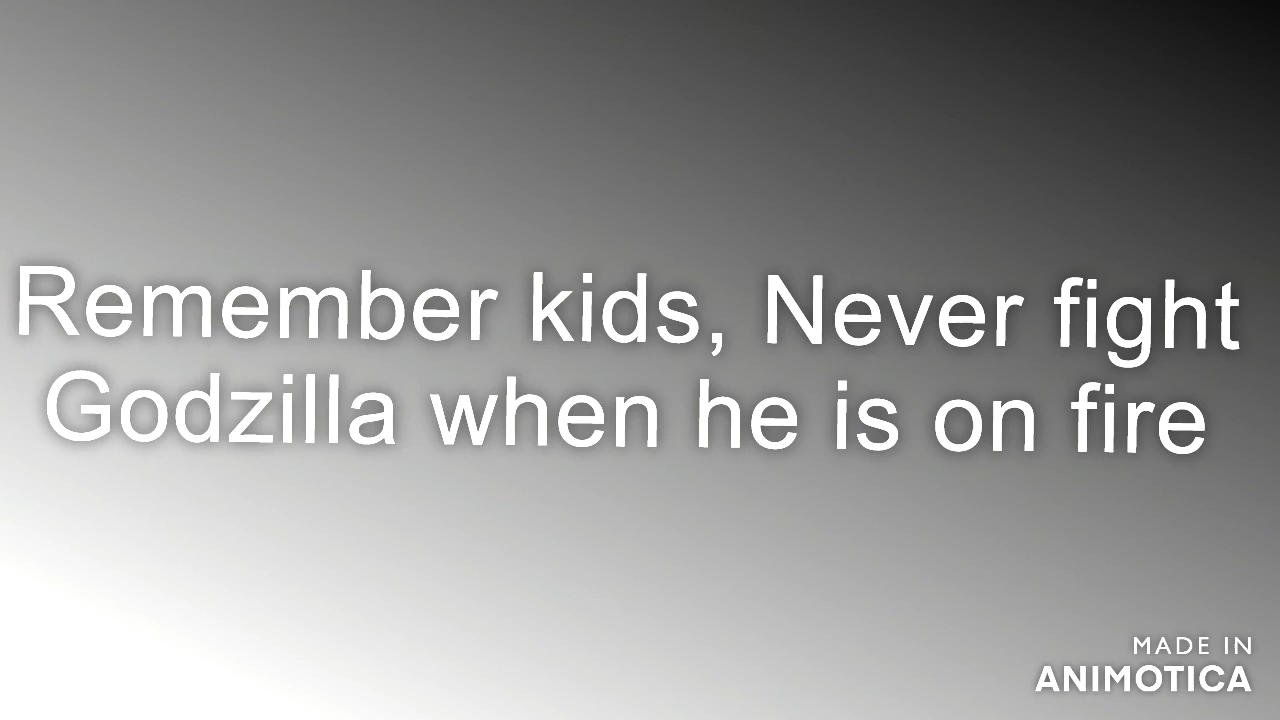 Remember kids, Never fight
Godzilla when he is on fire
MADE IN
ANIMOTICA